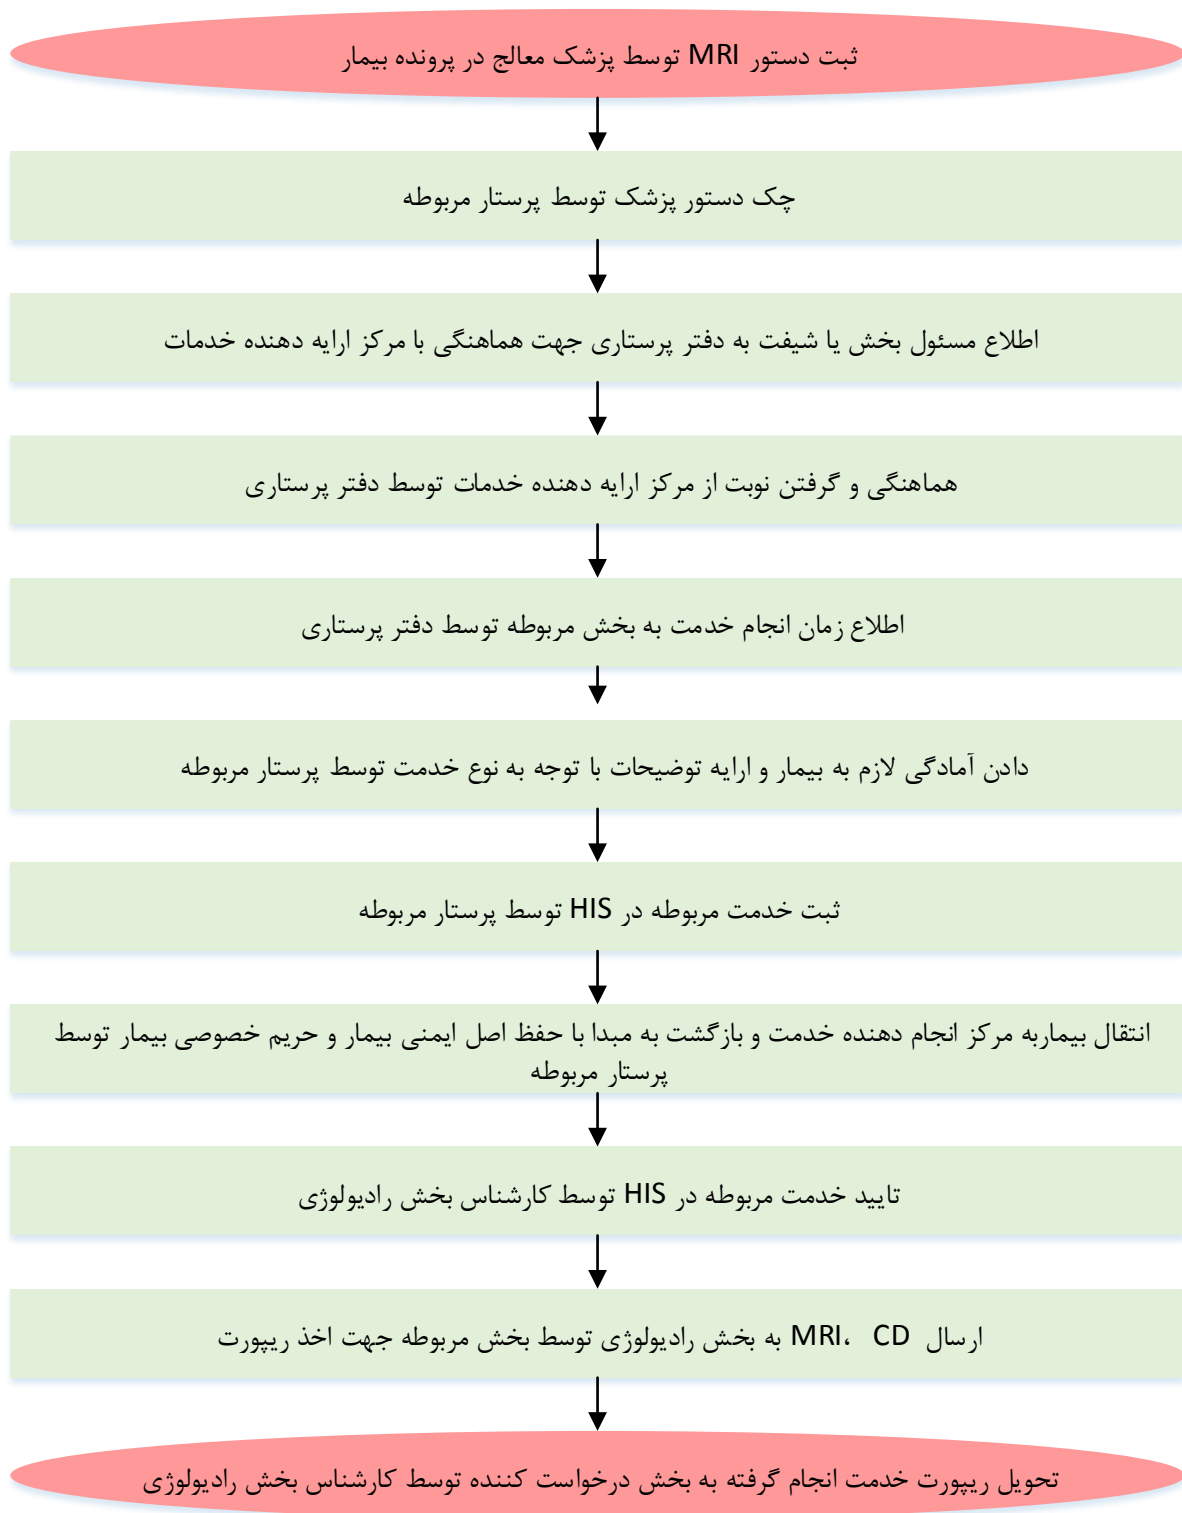 ثبت دستور MRI توسط پزشک معالج در پرونده بیمار
چک دستور پزشک توسط پرستار مربوطه
اطلاع مسئول بخش یا شیفت به دفتر پرستاری جهت هماهنگی با مرکز ارایه دهنده خدمات
هماهنگی و گرفتن نوبت از مرکز ارایه دهنده خدمات توسط دفتر پرستاری
اطلاع زمان انجام خدمت به بخش مربوطه توسط دفتر پرستاری
دادن آمادگی لازم به بیمار و ارایه توضیحات با توجه به نوع خدمت توسط پرستار مربوطه
ثبت خدمت مربوطه در HIS توسط پرستار مربوطه
انتقال بیماربه مرکز انجام دهنده خدمت و بازگشت به مبدا با حفظ اصل ایمنی بیمار و حریم خصوصی بیمار توسط
پرستار مربوطه
تایید خدمت مربوطه در HIS توسط کارشناس بخش رادیولوژی
ارسال CD ،MRI به بخش رادیولوژی توسط بخش مربوطه جهت اخذ ریپورت
تحویل ریپورت خدمت انجام گرفته به بخش درخواست کننده توسط کارشناس بخش رادیولوژی